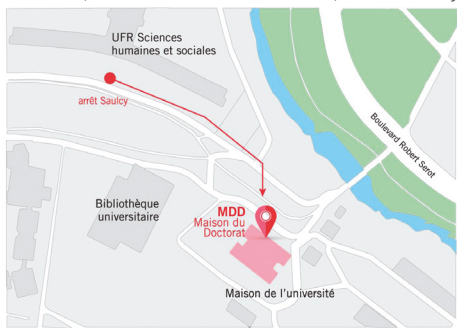 UFR Sciences
humaines et sociales
arrêt Saulcy
Boulevard Robert Serot
Bibliothèque
universitaire
MDD
Maison du
Doctorat
Maison de l'université